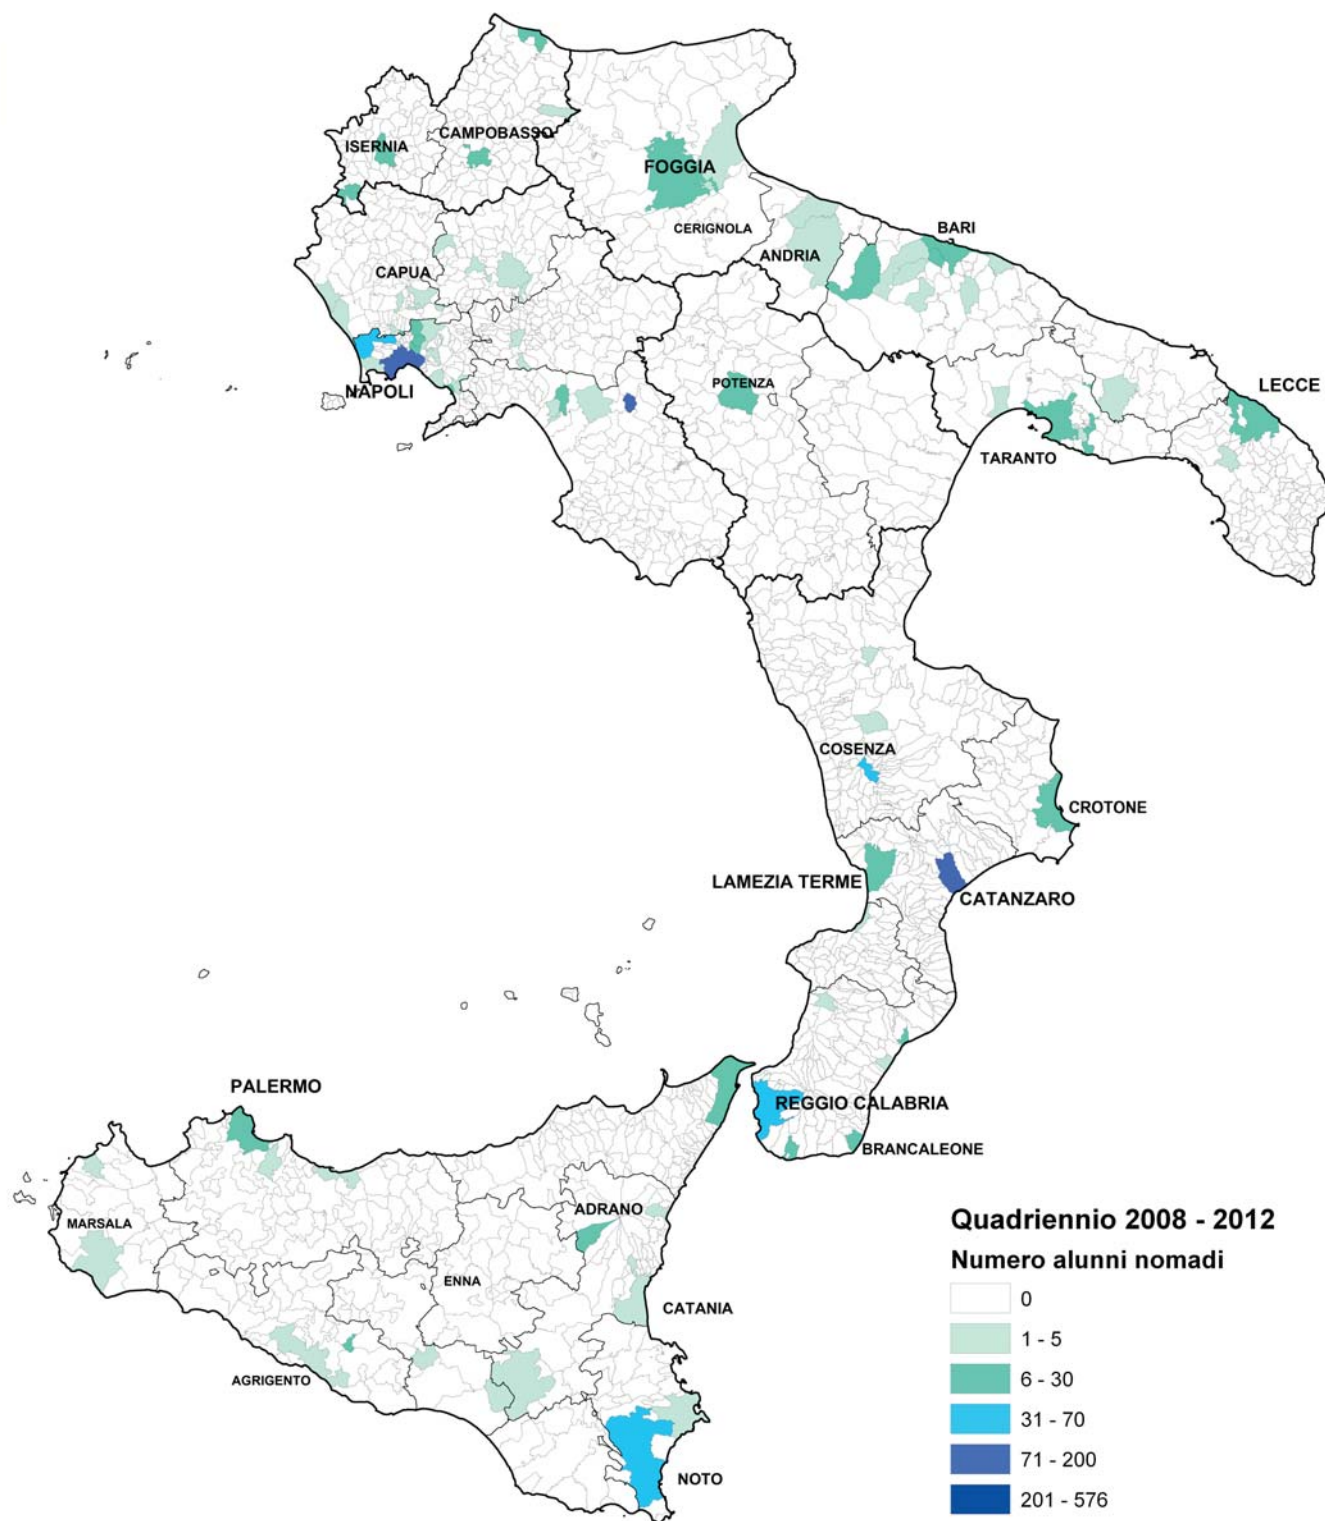 CAMPOBASSO
ISERNIA
FOGGIA
CERIGNOLA
BARI
ANDRIA
CAPUA
POTENZA
LECCE
NAPOLI
TARANTO
COSENZA
CROTONE
LAMEZIA TERME
CATANZARO
PALERMO
REGGIO CALABRIA
BRANCALEONE
MARSALA
ADRANO
ENNA
CATANIA
AGRIGENTO
NOTO
Quadriennio 2008 - 2012
Numero alunni nomadi
0
1 - 5
6 - 30
31 - 70
71 - 200
201 - 576